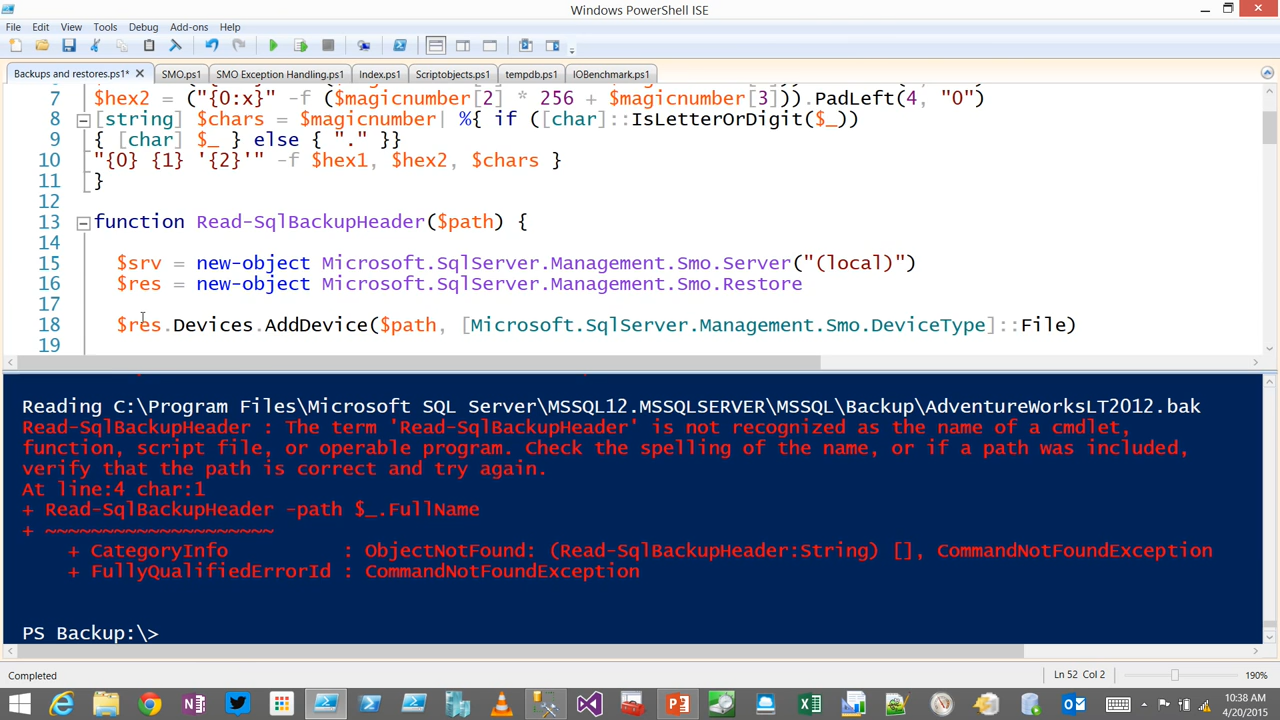 Windows PowerShell ISE
File Edit View Tools Debug Add-ons Help
Backups and restores.ps1* SMO.ps1 SMO Exception Handling.ps1 Index.ps1 Scriptobjects.ps1 tempdb.ps1 IOBenchmark.ps1
7 $hex2 = ("{0:x}" -f ($magicnumber[2] * 256 + $magicnumber[3])).PadLeft(4, "0")
8 [string] $chars = $magicnumber| %{ if ([char]::IsLetterOrDigit($_))
9 { [char] $_ } else { "." }}
10 "{0} {1} '{2}'" -f $hex1, $hex2, $chars }
11 }
12
13 function Read-SqlBackupHeader($path) {
14
15 $srv = new-object Microsoft.SqlServer.Management.Smo.Server("(local)")
16 $res = new-object Microsoft.SqlServer.Management.Smo.Restore
17
18 $res.Devices.AddDevice($path, [Microsoft.SqlServer.Management.Smo.DeviceType]::File)
19
Reading C:\Program Files\Microsoft SQL Server\MSSQL12.MSSQLSERVER\MSSQL\Backup\AdventureWorksLT2012.bak
Read-SqlBackupHeader : The term 'Read-SqlBackupHeader' is not recognized as the name of a cmdlet,
function, script file, or operable program. Check the spelling of the name, or if a path was included,
verify that the path is correct and try again.
At line:4 char:1
+ Read-SqlBackupHeader -path $_.FullName
+ ~~~~~~~~~~~~~~~~~~~~
+ CategoryInfo : ObjectNotFound: (Read-SqlBackupHeader:String) [], CommandNotFoundException
+ FullyQualifiedErrorId : CommandNotFoundException
PS Backup:\>
Completed Ln 52 Col 2 190%
10:38 AM
4/20/2015